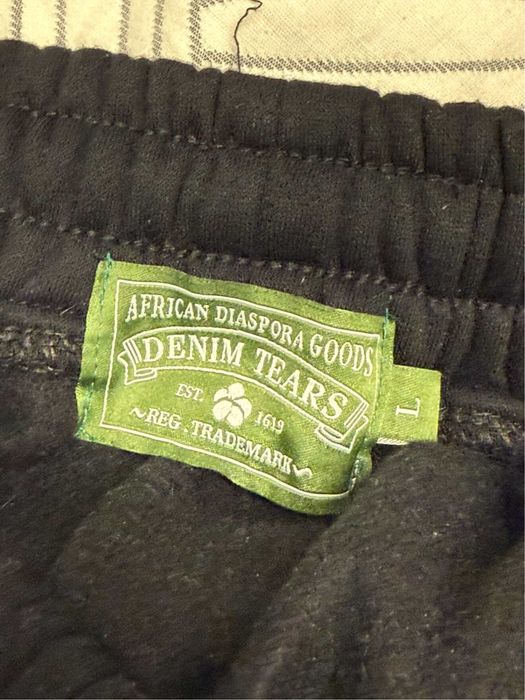 AFRICAN DIASPORA GOODS
DENIM TEARS
EST. 1619
~REG. TRADEMARK~
L